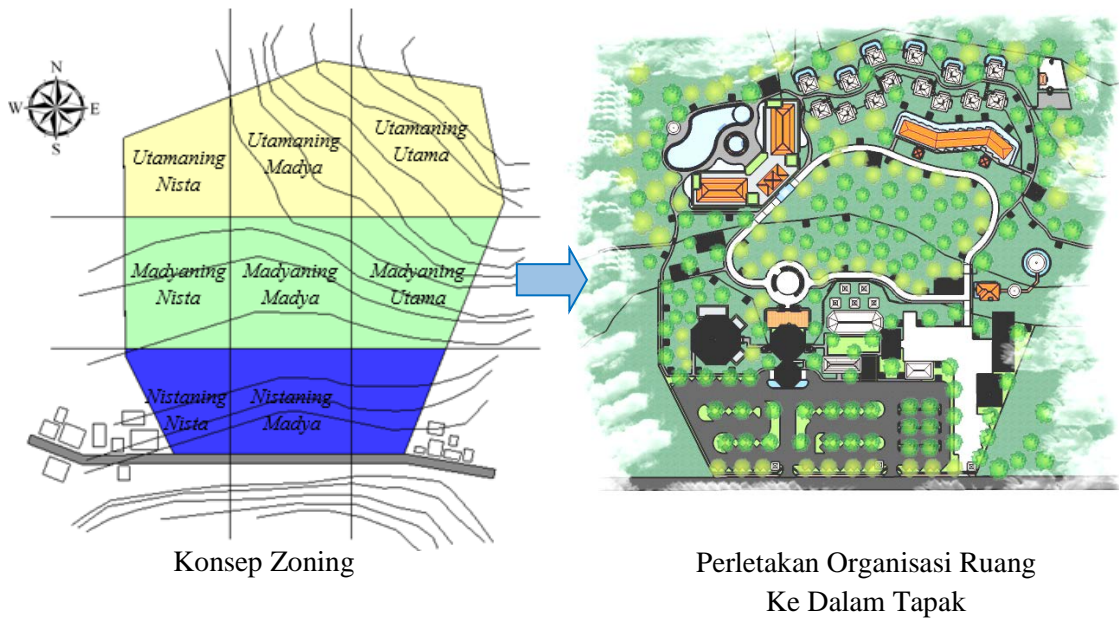 N
W E
S
Utamaning
Nista
Utamaning
Madya
Utamaning
Utama
Madyaning
Nista
Madyaning
Madya
Madyaning
Utama
Nistaning
Nista
Nistaning
Madya
Konsep Zoning
Perletakan Organisasi Ruang
Ke Dalam Tapak